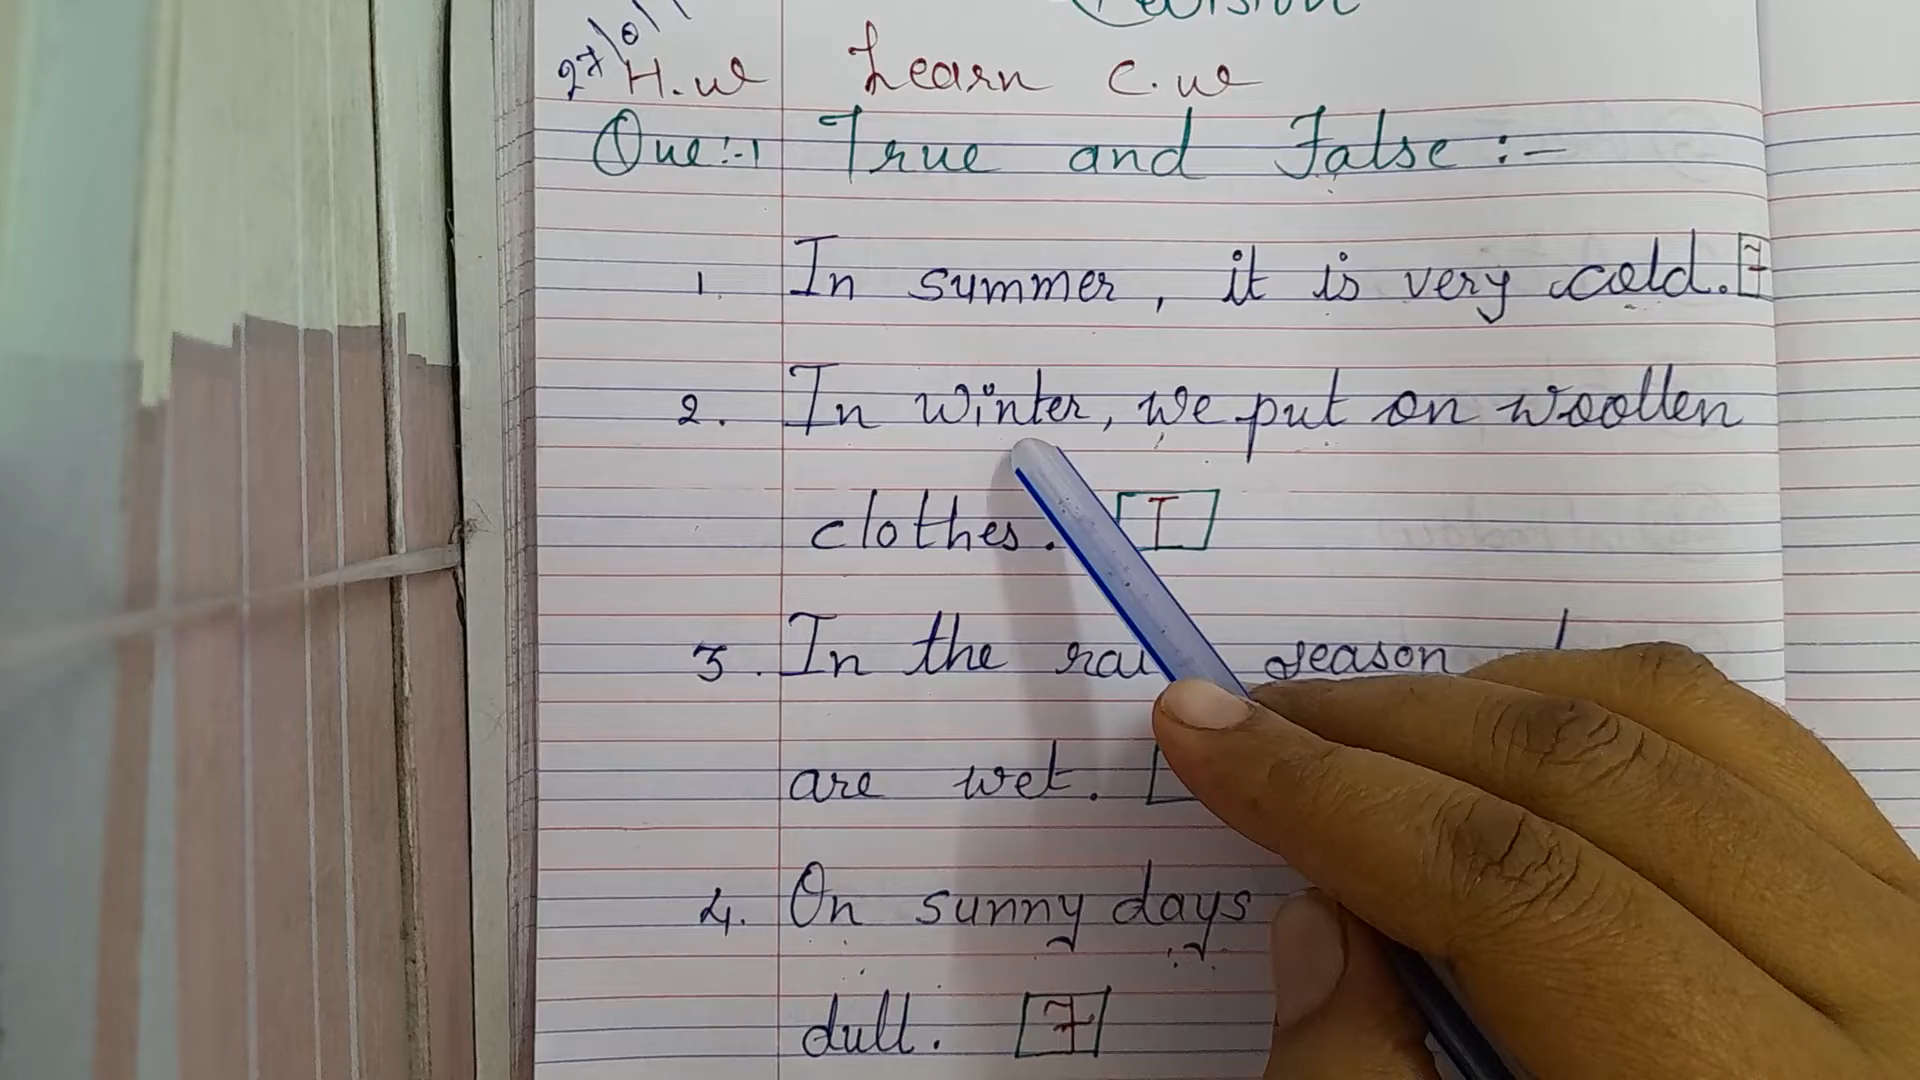 Revision
H.w Learn C.w
Que:-1 True and False :-
1. In summer, it is very cold. F
2. In winter, we put on woollen
clothes. T
3. In the season
are wet.
4. On sunny days
dull. F